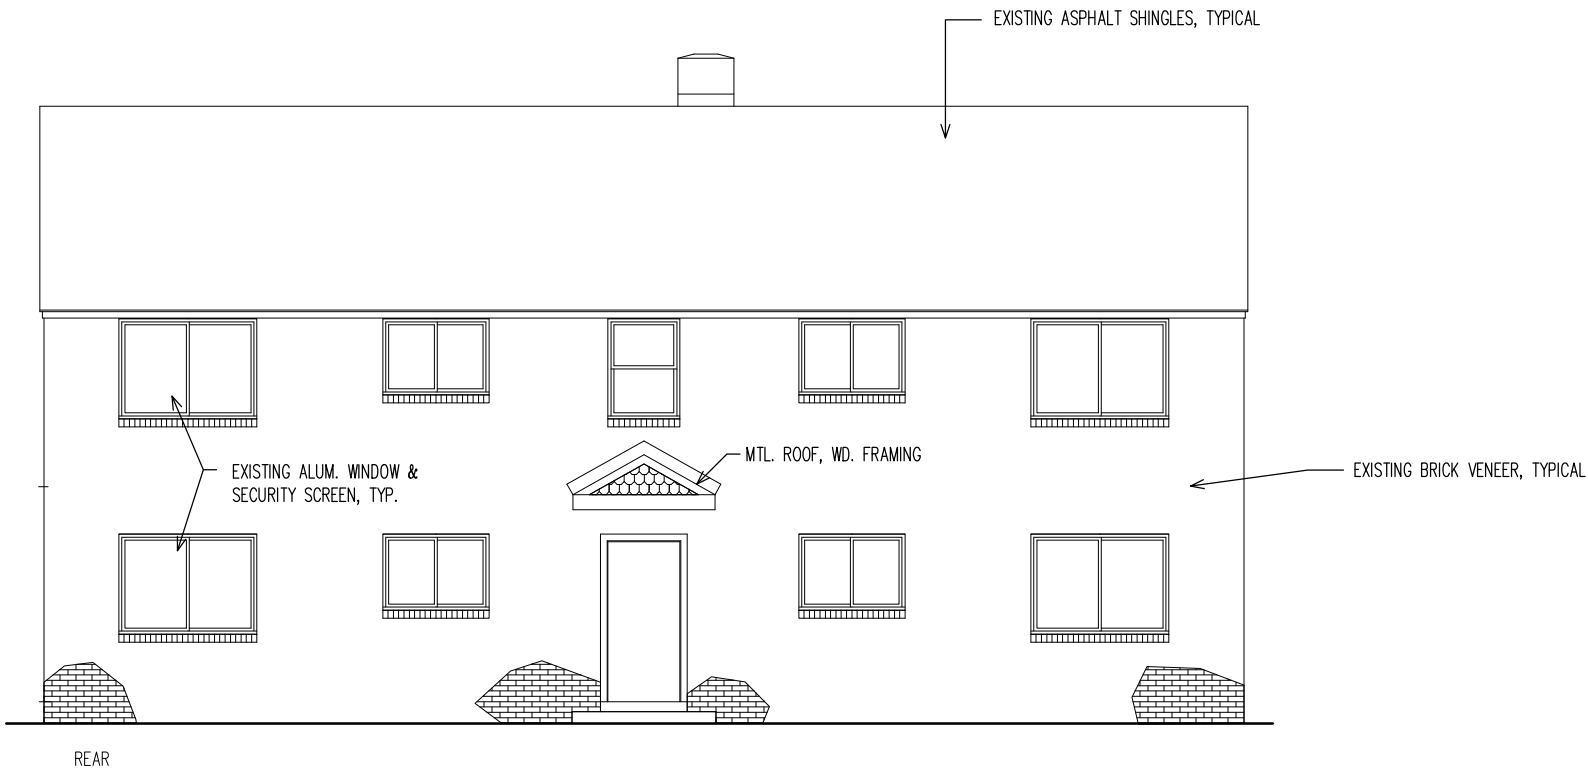 EXISTING ASPHALT SHINGLES, TYPICAL
MTL. ROOF, WD. FRAMING
EXISTING ALUM. WINDOW &
SECURITY SCREEN, TYP.
EXISTING BRICK VENEER, TYPICAL
REAR